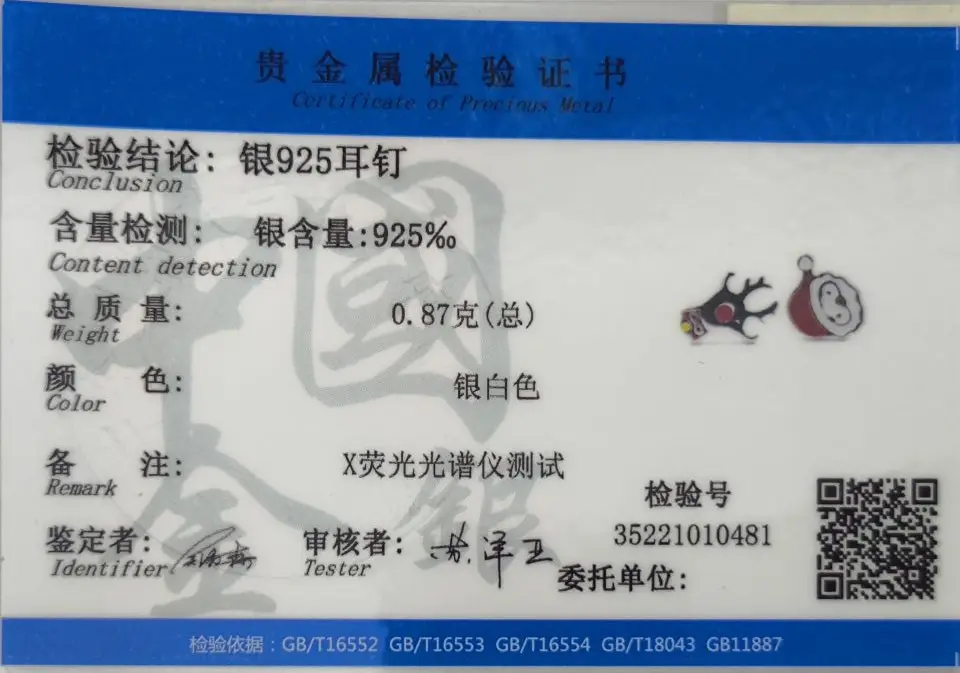 贵金属检验证书
Certificate of Precious Metal
检验结论: 银925耳钉
Conclusion
含量检测: 银含量:925‰
Content detection
总质量: 0.87克(总)
Weight
颜色: 银白色
Color
备注: X荧光光谱仪测试
Remark
检验号
35221010481
鉴定者:
Identifier
审核者:
Tester
委托单位:
中國金銀
检验依据：GB/T16552 GB/T16553 GB/T16554 GB/T18043 GB11887